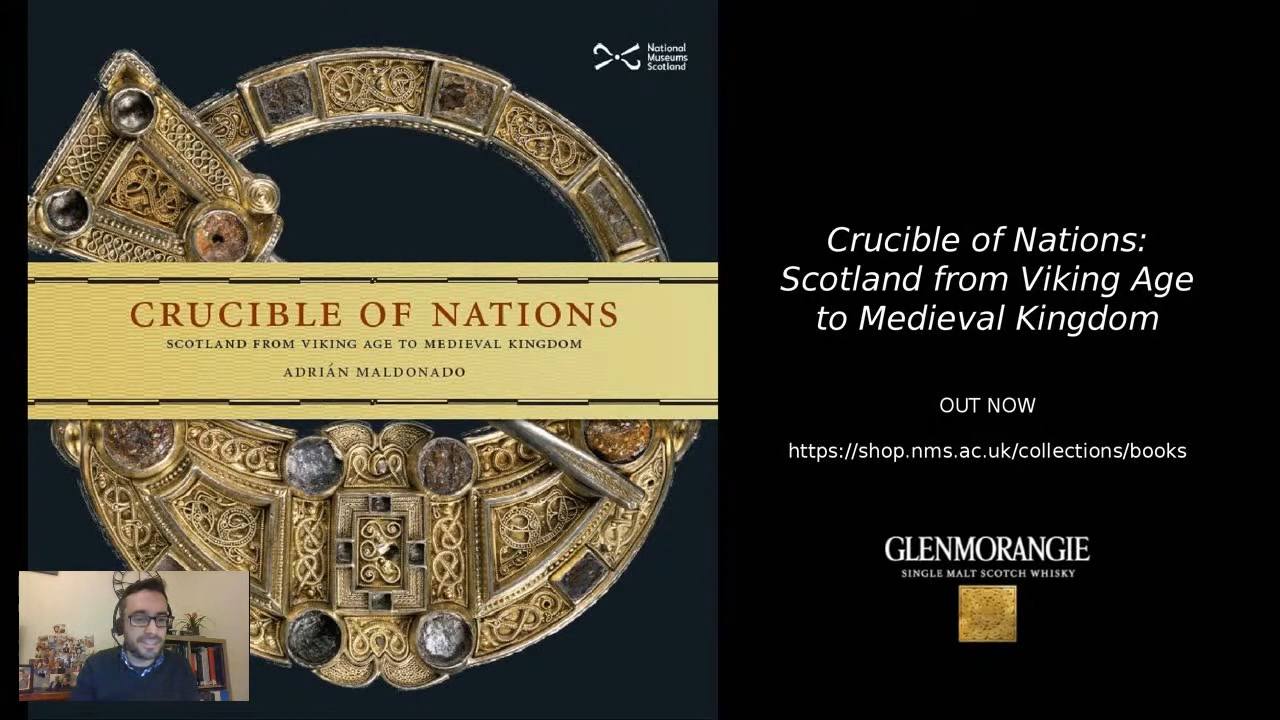 National
Museums
Scotland
CRUCIBLE OF NATIONS
SCOTLAND FROM VIKING AGE TO MEDIEVAL KINGDOM
ADRIÁN MALDONADO
Crucible of Nations:
Scotland from Viking Age
to Medieval Kingdom
OUT NOW
https://shop.nms.ac.uk/collections/books
GLENMORANGIE
SINGLE MALT SCOTCH WHISKY